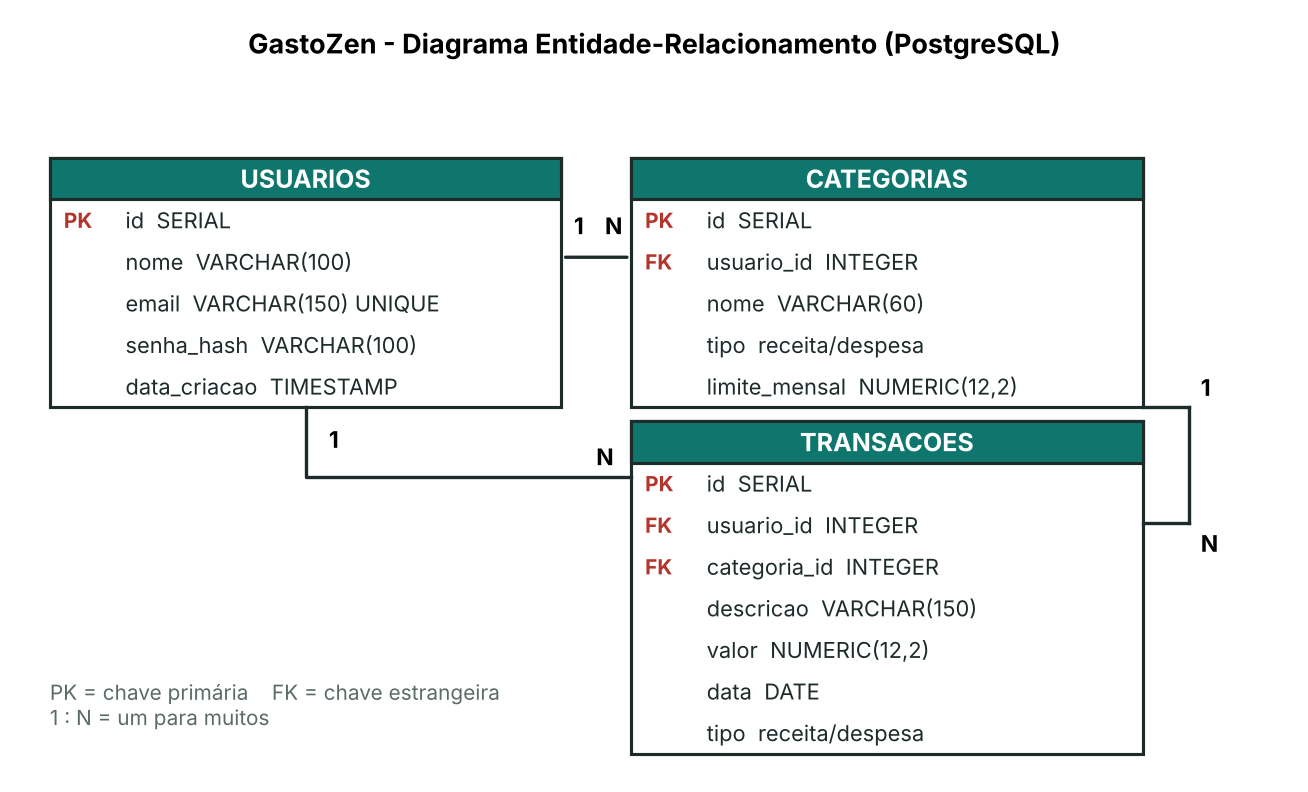 GastoZen - Diagrama Entidade-Relacionamento (PostgreSQL)
USUARIOS
PK id SERIAL
nome VARCHAR(100)
email VARCHAR(150) UNIQUE
senha_hash VARCHAR(100)
data_criacao TIMESTAMP
1 N
CATEGORIAS
PK id SERIAL
FK usuario_id INTEGER
nome VARCHAR(60)
tipo receita/despesa
limite_mensal NUMERIC(12,2)
1
1
N
TRANSACOES
PK id SERIAL
FK usuario_id INTEGER
FK categoria_id INTEGER
descricao VARCHAR(150)
valor NUMERIC(12,2)
data DATE
tipo receita/despesa
N
PK = chave primária FK = chave estrangeira
1 : N = um para muitos